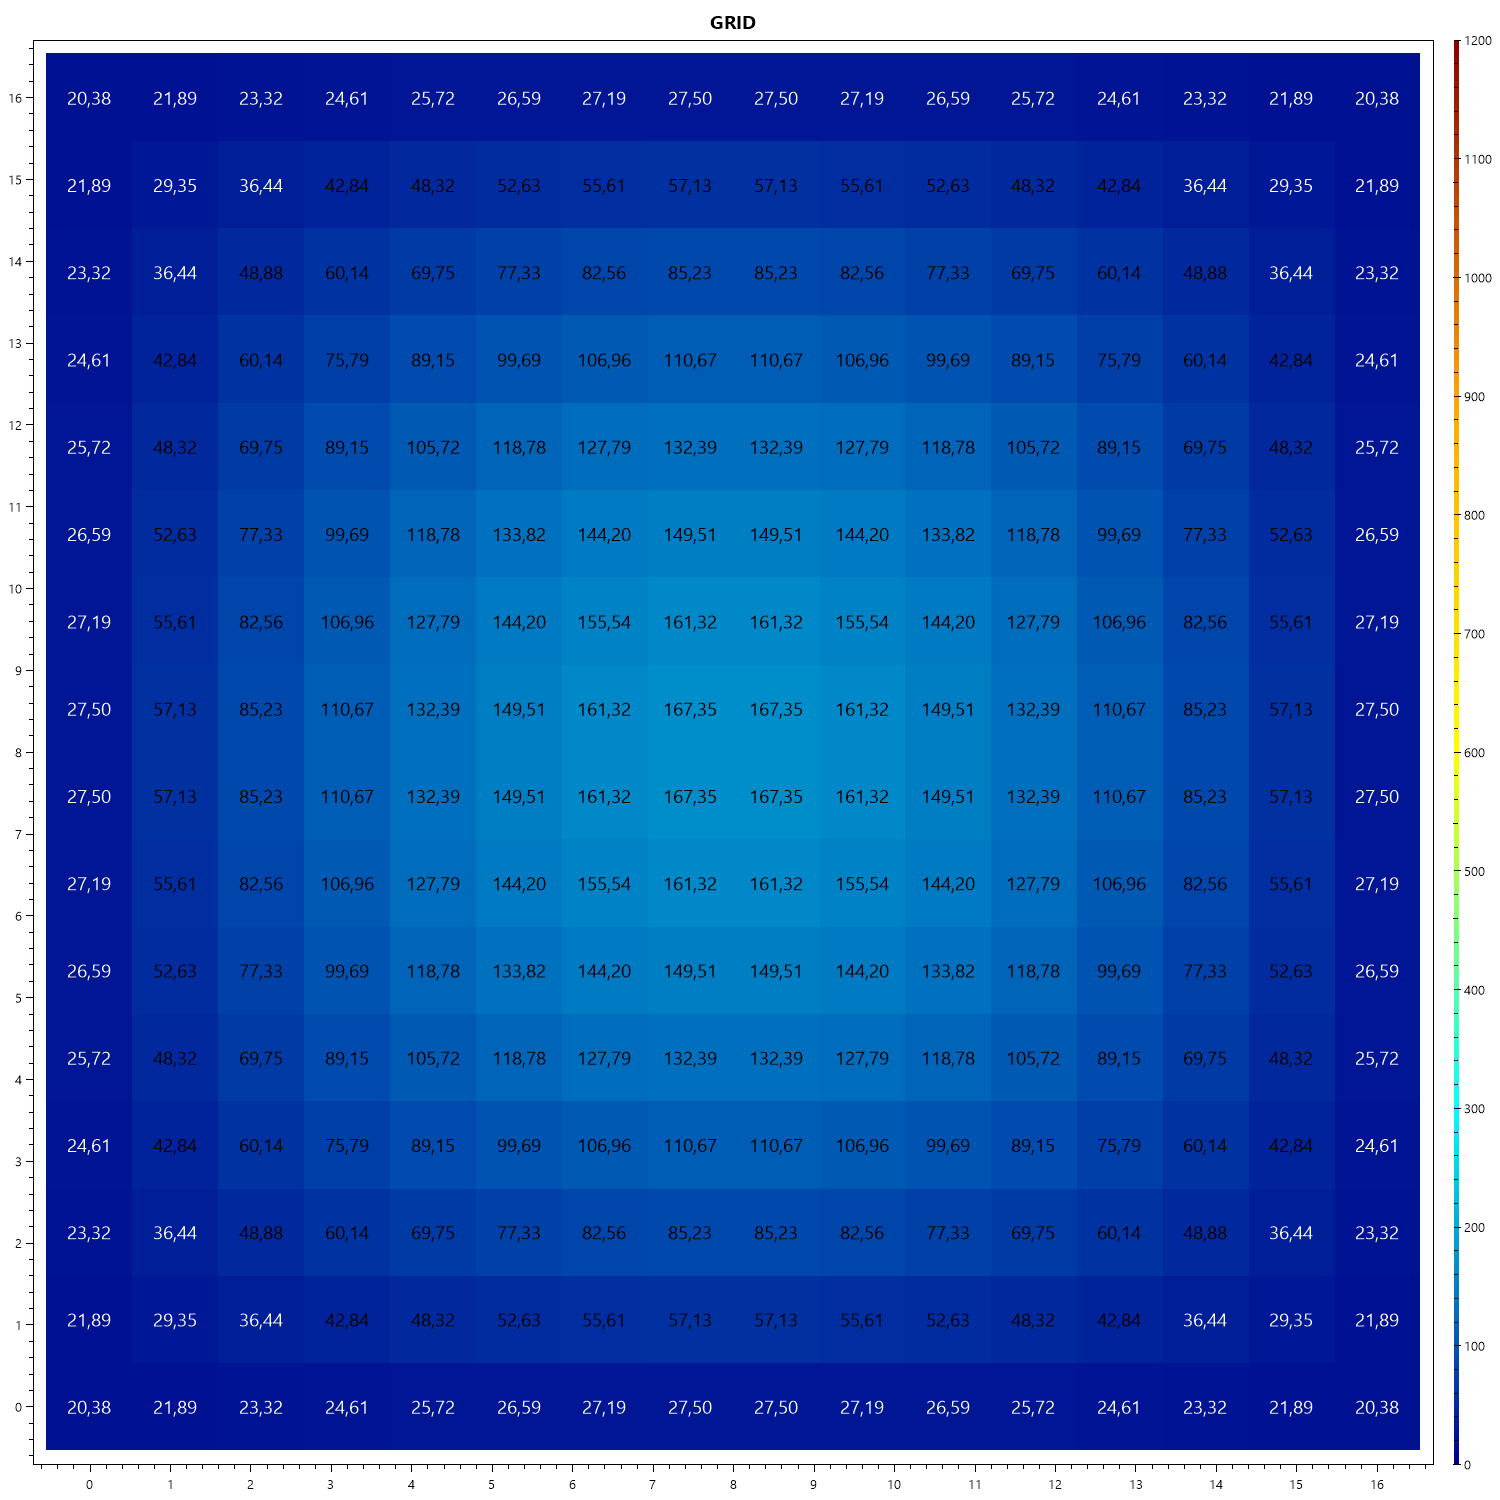 GRID
16 20,38 21,89 23,32 24,61 25,72 26,59 27,19 27,50 27,50 27,19 26,59 25,72 24,61 23,32 21,89 20,38
15 21,89 29,35 36,44 42,84 48,32 52,63 55,61 57,13 57,13 55,61 52,63 48,32 42,84 36,44 29,35 21,89
14 23,32 36,44 48,88 60,14 69,75 77,33 82,56 85,23 85,23 82,56 77,33 69,75 60,14 48,88 36,44 23,32
13 24,61 42,84 60,14 75,79 89,15 99,69 106,96 110,67 110,67 106,96 99,69 89,15 75,79 60,14 42,84 24,61
12 25,72 48,32 69,75 89,15 105,72 118,78 127,79 132,39 132,39 127,79 118,78 105,72 89,15 69,75 48,32 25,72
11 26,59 52,63 77,33 99,69 118,78 133,82 144,20 149,51 149,51 144,20 133,82 118,78 99,69 77,33 52,63 26,59
10 27,19 55,61 82,56 106,96 127,79 144,20 155,54 161,32 161,32 155,54 144,20 127,79 106,96 82,56 55,61 27,19
9 27,50 57,13 85,23 110,67 132,39 149,51 161,32 167,35 167,35 161,32 149,51 132,39 110,67 85,23 57,13 27,50
8
27,50 57,13 85,23 110,67 132,39 149,51 161,32 167,35 167,35 161,32 149,51 132,39 110,67 85,23 57,13 27,50
7
27,19 55,61 82,56 106,96 127,79 144,20 155,54 161,32 161,32 155,54 144,20 127,79 106,96 82,56 55,61 27,19
6
26,59 52,63 77,33 99,69 118,78 133,82 144,20 149,51 149,51 144,20 133,82 118,78 99,69 77,33 52,63 26,59
5
25,72 48,32 69,75 89,15 105,72 118,78 127,79 132,39 132,39 127,79 118,78 105,72 89,15 69,75 48,32 25,72
4
24,61 42,84 60,14 75,79 89,15 99,69 106,96 110,67 110,67 106,96 99,69 89,15 75,79 60,14 42,84 24,61
3
23,32 36,44 48,88 60,14 69,75 77,33 82,56 85,23 85,23 82,56 77,33 69,75 60,14 48,88 36,44 23,32
2
21,89 29,35 36,44 42,84 48,32 52,63 55,61 57,13 57,13 55,61 52,63 48,32 42,84 36,44 29,35 21,89
1
0 20,38 21,89 23,32 24,61 25,72 26,59 27,19 27,50 27,50 27,19 26,59 25,72 24,61 23,32 21,89 20,38
0 1 2 3 4 5 6 7 8 9 10 11 12 13 14 15 16
1200
1100
1000
900
800
700
600
500
400
300
200
100
0